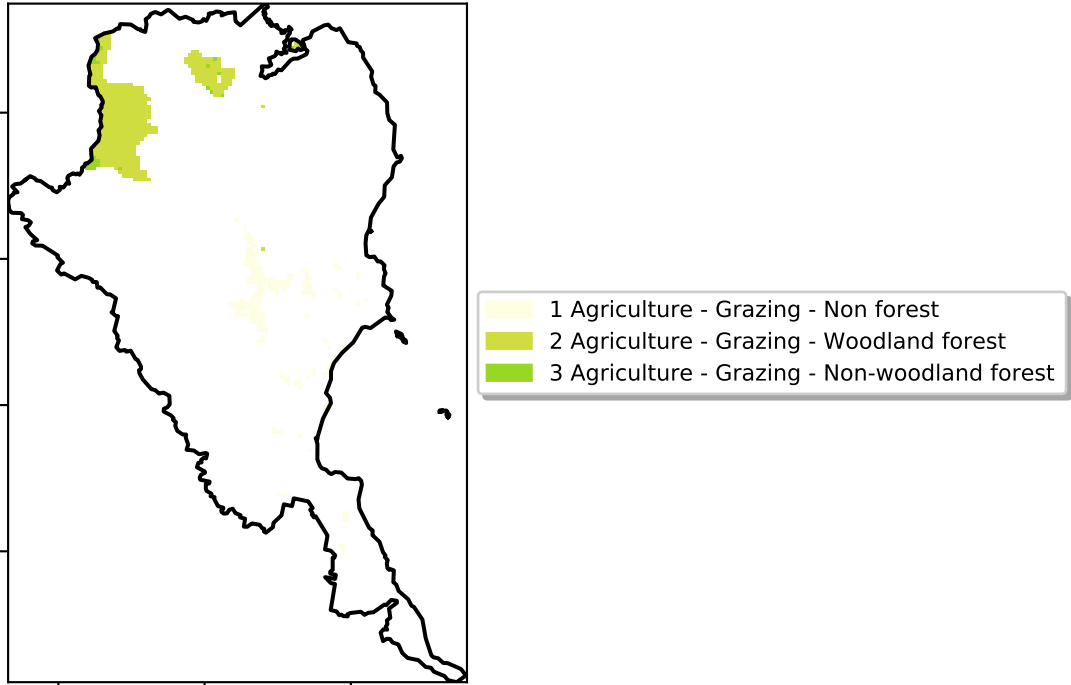 1 Agriculture - Grazing - Non forest
2 Agriculture - Grazing - Woodland forest
3 Agriculture - Grazing - Non-woodland forest